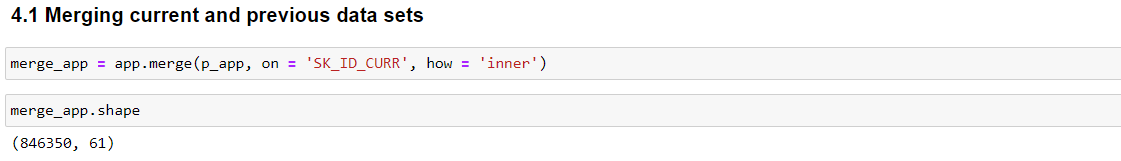 4.1 Merging current and previous data sets
merge_app = app.merge(p_app, on = 'SK_ID_CURR', how = 'inner')
merge_app.shape
(846350, 61)